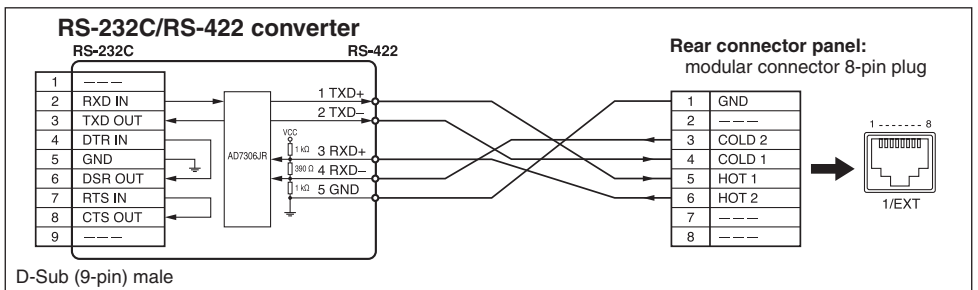 RS-232C/RS-422 converter
RS-232C
RS-422
1 ———
2 RXD IN
3 TXD OUT
4 DTR IN
5 GND
6 DSR OUT
7 RTS IN
8 CTS OUT
9 ———
AD7306JR
VCC
1 kΩ
390 Ω
1 kΩ
1 TXD+
2 TXD–
3 RXD+
4 RXD–
5 GND
D-Sub (9-pin) male
Rear connector panel:
modular connector 8-pin plug
1 GND
2 ———
3 COLD 2
4 COLD 1
5 HOT 1
6 HOT 2
7 ———
8 ———
1 ------- 8
1/EXT